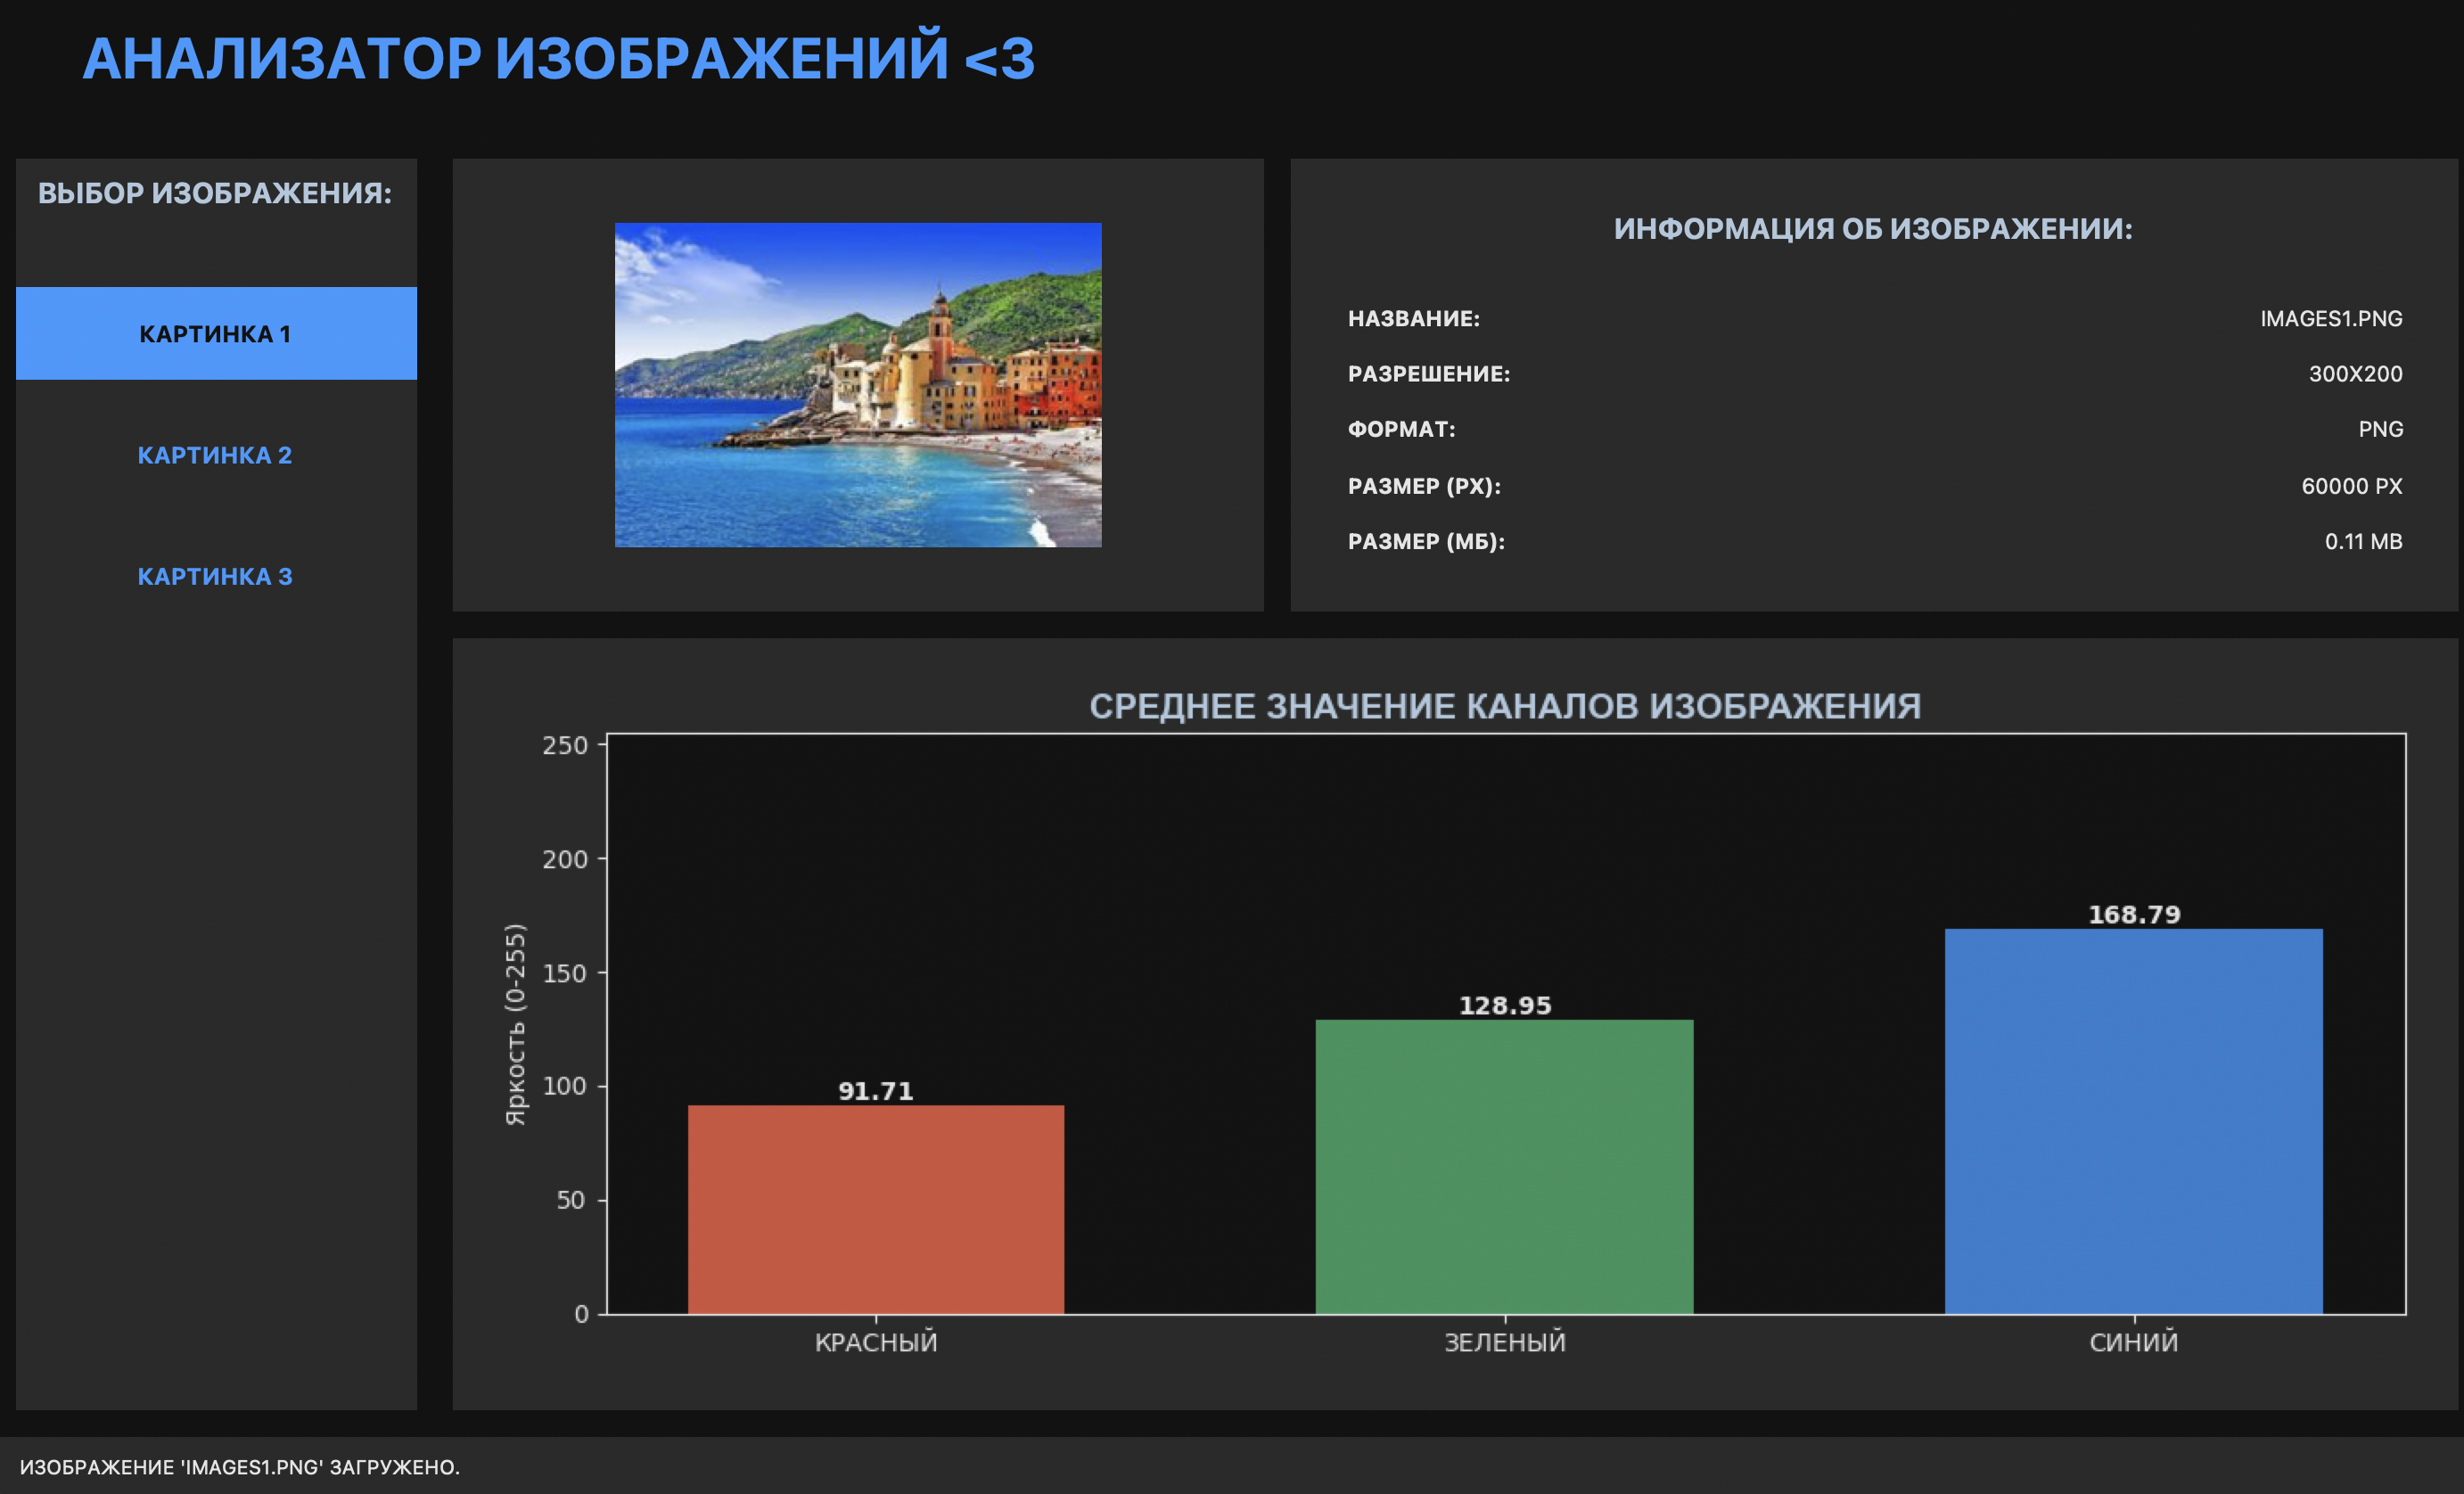 АНАЛИЗАТОР ИЗОБРАЖЕНИЙ <3
ВЫБОР ИЗОБРАЖЕНИЯ:
КАРТИНКА 1
КАРТИНКА 2
КАРТИНКА 3
ИНФОРМАЦИЯ ОБ ИЗОБРАЖЕНИИ:
НАЗВАНИЕ: IMAGES1.PNG
РАЗРЕШЕНИЕ: 300X200
ФОРМАТ: PNG
РАЗМЕР (PX): 60000 PX
РАЗМЕР (МБ): 0.11 MB
СРЕДНЕЕ ЗНАЧЕНИЕ КАНАЛОВ ИЗОБРАЖЕНИЯ
Яркость (0-255)
250
200
150
100
50
0
91.71
128.95
168.79
КРАСНЫЙ
ЗЕЛЕНЫЙ
СИНИЙ
ИЗОБРАЖЕНИЕ 'IMAGES1.PNG' ЗАГРУЖЕНО.